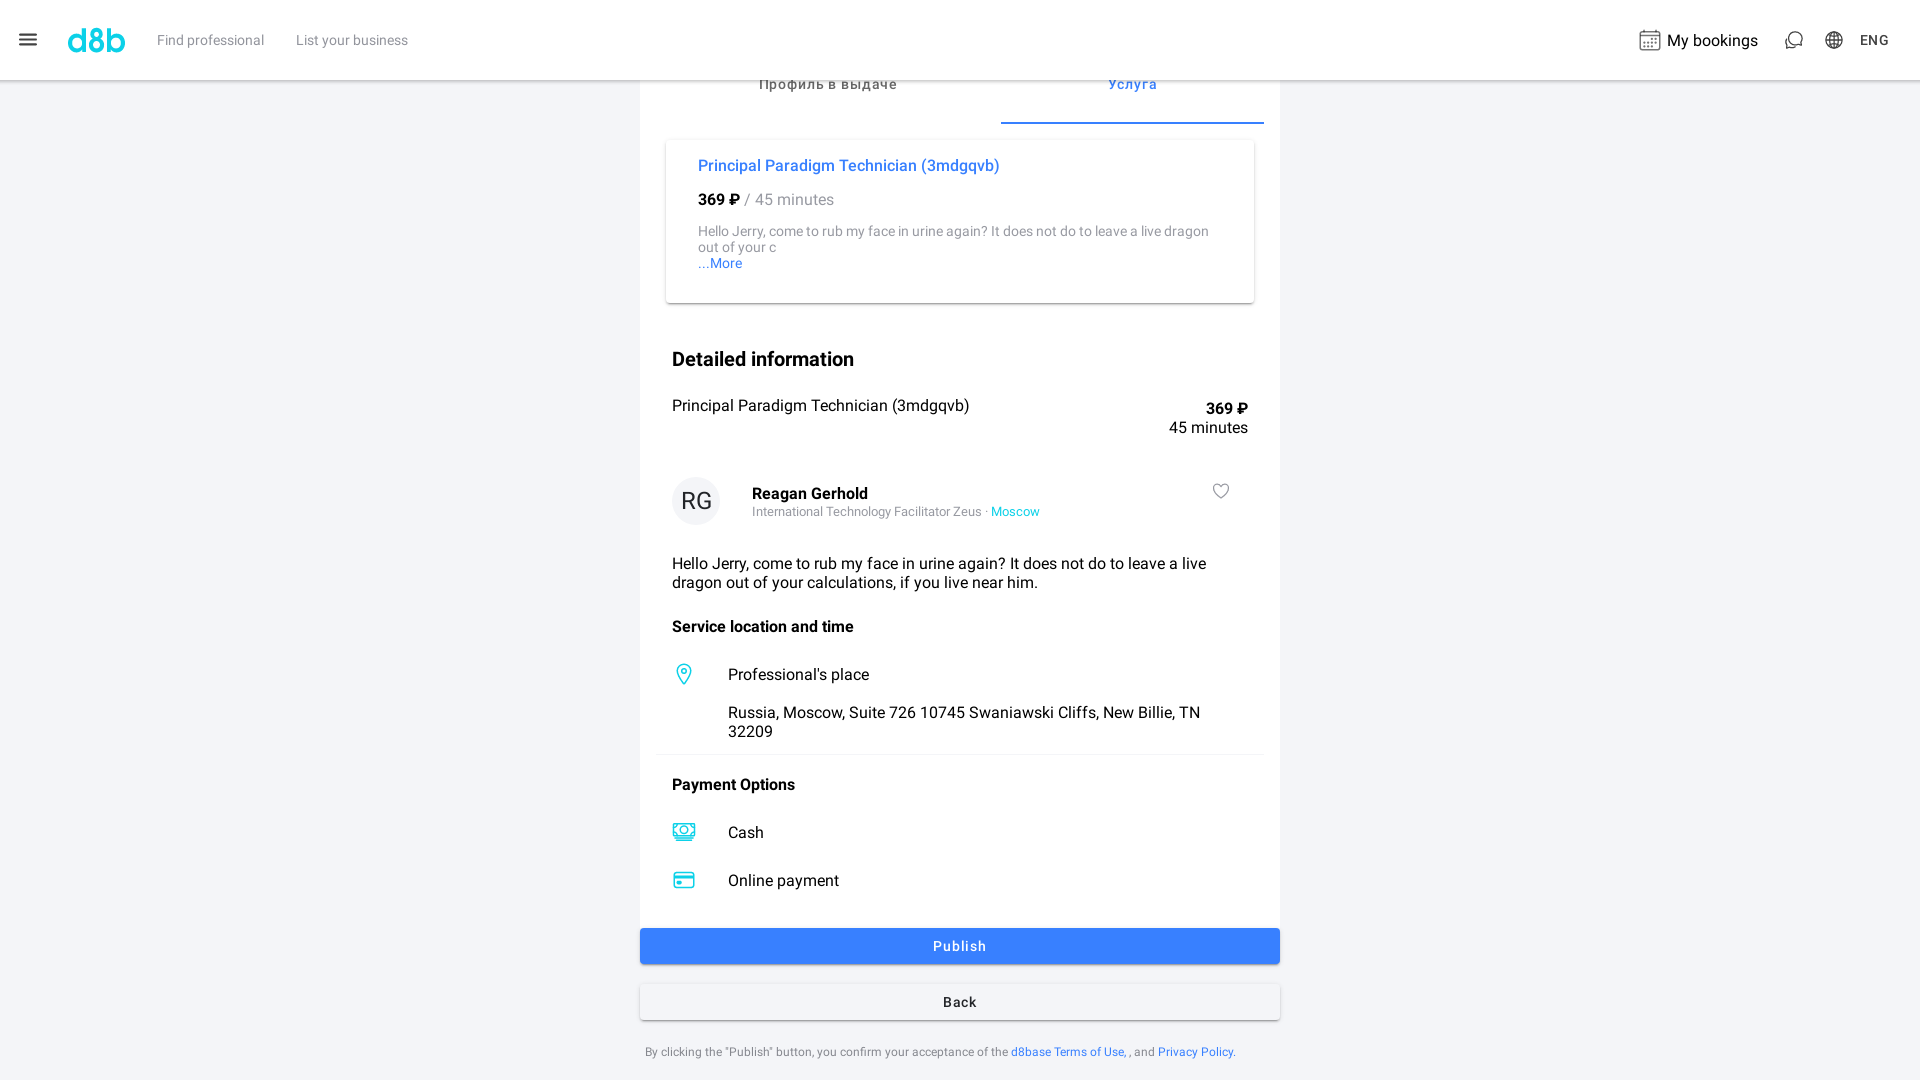 d8b
Find professional
List your business
My bookings
ENG
Профиль в выдаче
Услуга
Principal Paradigm Technician (3mdgqvb)
369 ₽ / 45 minutes
Hello Jerry, come to rub my face in urine again? It does not do to leave a live dragon
out of your c
...More
Detailed information
Principal Paradigm Technician (3mdgqvb)
369 ₽
45 minutes
RG
Reagan Gerhold
International Technology Facilitator Zeus · Moscow
Hello Jerry, come to rub my face in urine again? It does not do to leave a live
dragon out of your calculations, if you live near him.
Service location and time
Professional's place
Russia, Moscow, Suite 726 10745 Swaniawski Cliffs, New Billie, TN
32209
Payment Options
Cash
Online payment
Publish
Back
By clicking the "Publish" button, you confirm your acceptance of the d8base Terms of Use, , and Privacy Policy.